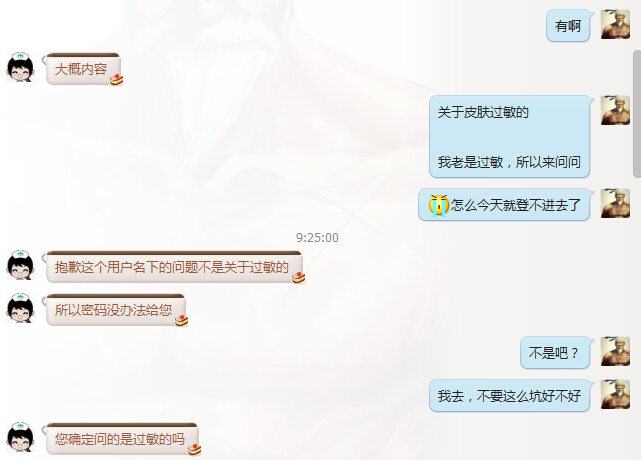 有啊
大概内容
关于皮肤过敏的
我老是过敏，所以来问问
怎么今天就登不进去了
9:25:00
抱歉这个用户名下的问题不是关于过敏的
所以密码没办法给您
不是吧？
我去，不要这么坑好不好
您确定问的是过敏的吗